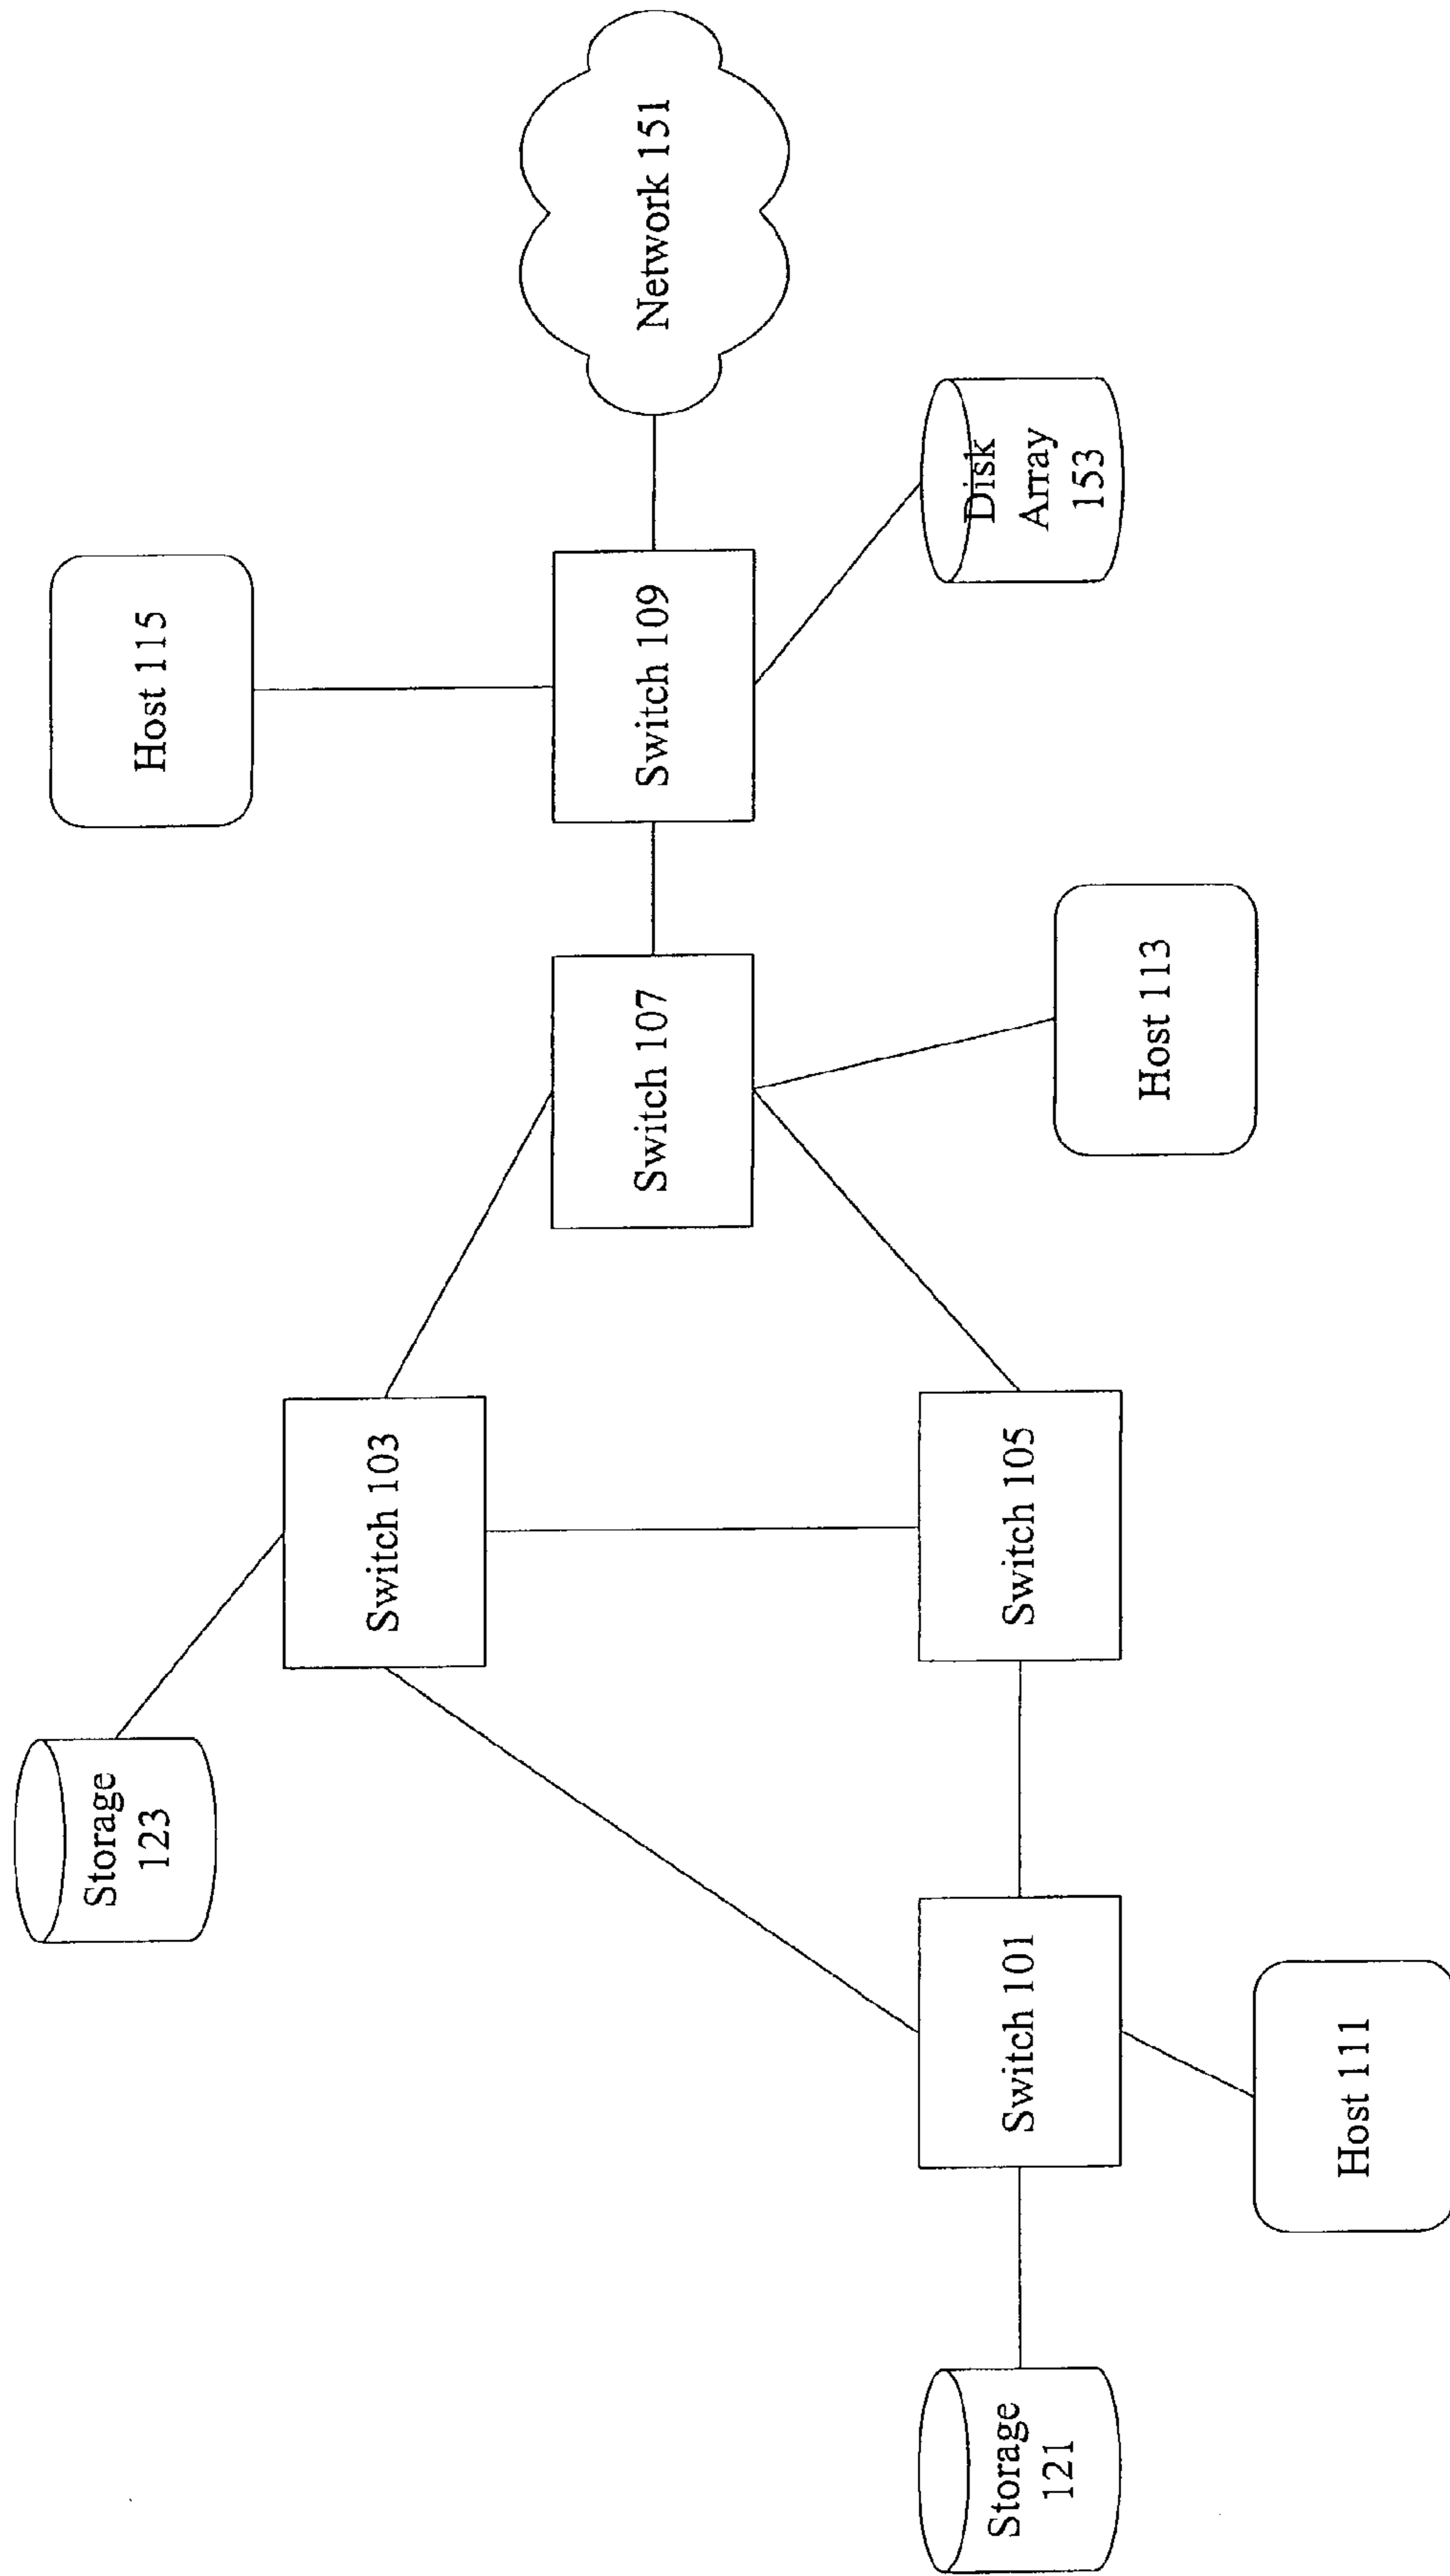 Storage
123
Host 115
Switch 103
Switch 107
Switch 109
Network 151
Storage
121
Switch 101
Switch 105
Host 113
Disk
Array
153
Host 111